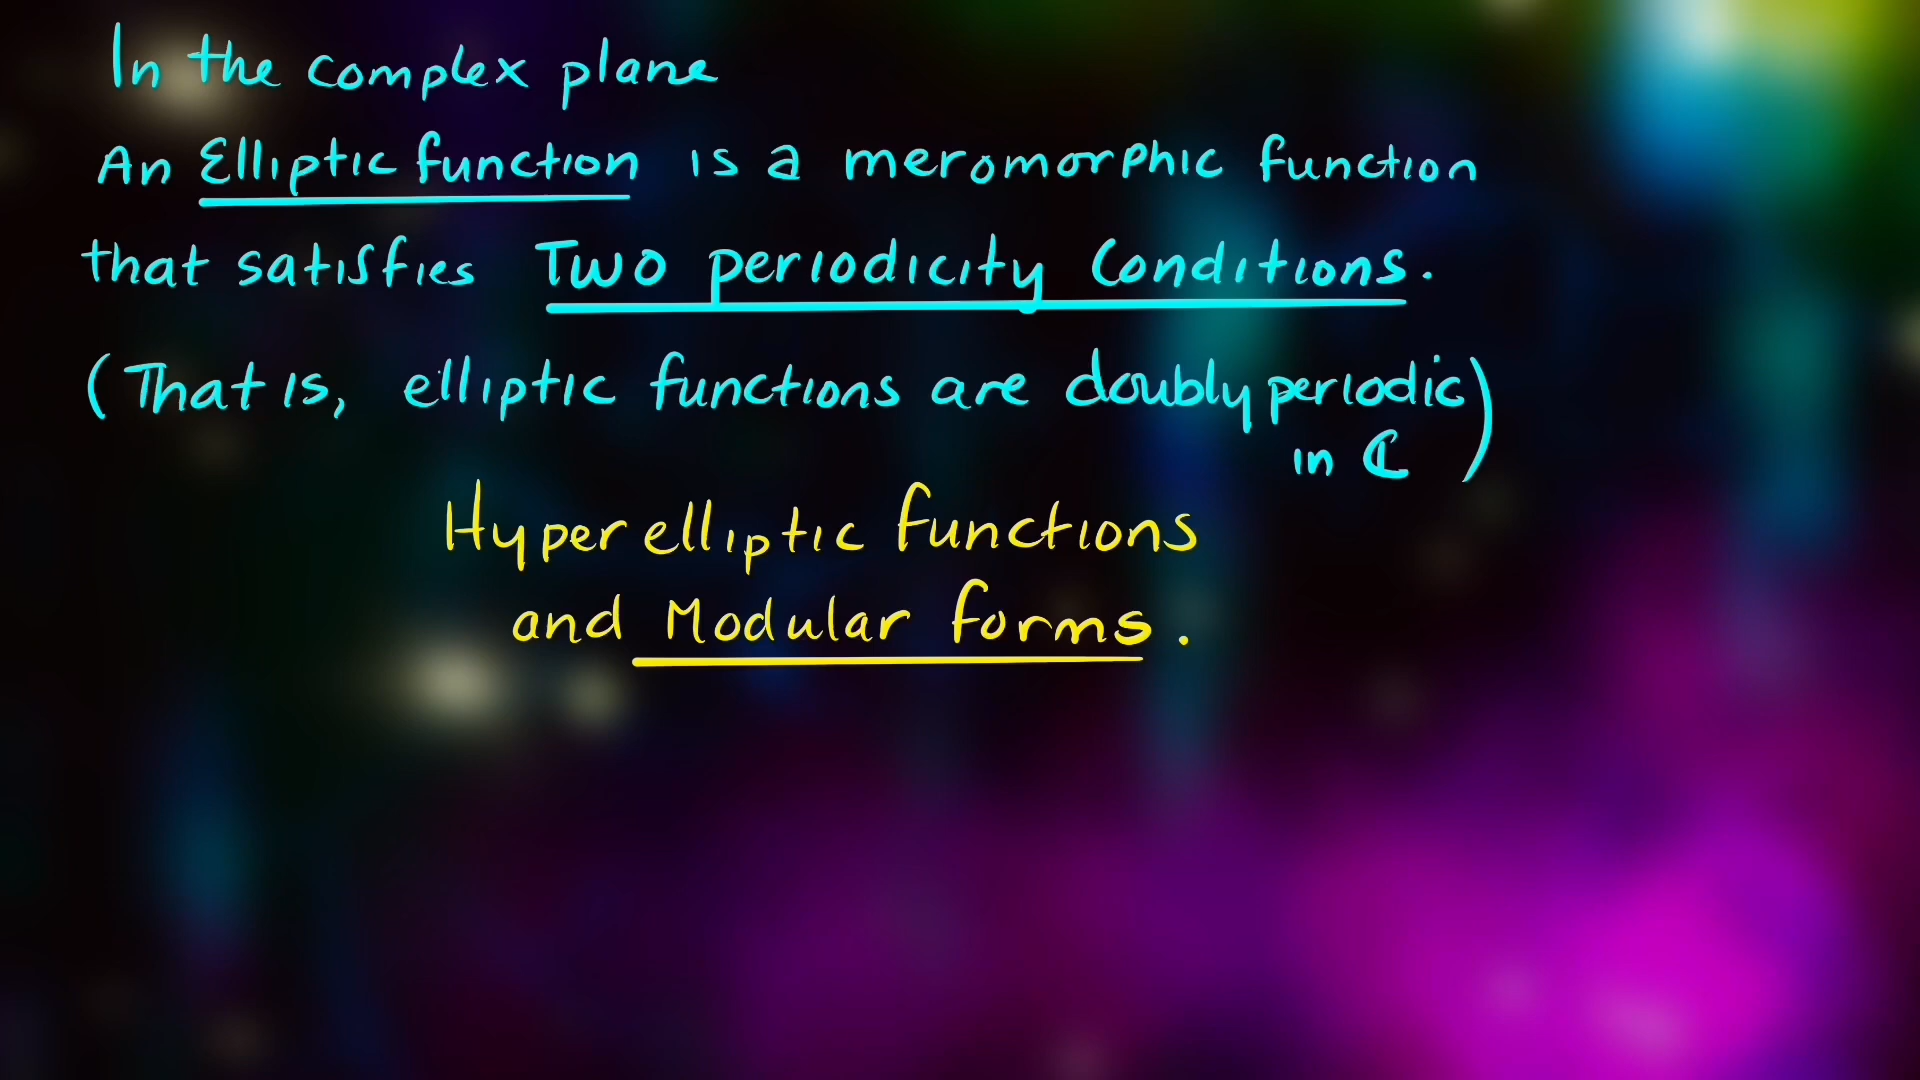 In the complex plane
An Elliptic function is a meromorphic function
that satisfies Two periodicity Conditions.
(That is, elliptic functions are doubly periodic
in ℂ)
Hyperelliptic functions
and Modular forms.